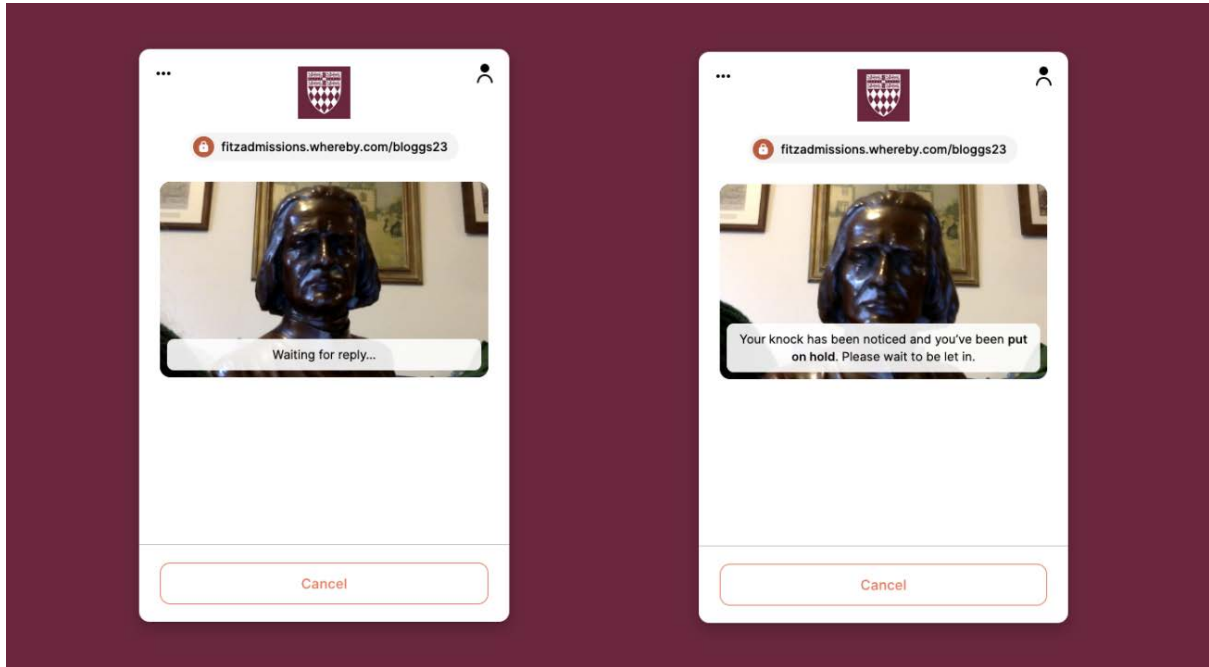 fitzadmissions.whereby.com/bloggs23
Waiting for reply...
Cancel
fitzadmissions.whereby.com/bloggs23
Your knock has been noticed and you’ve been put
on hold. Please wait to be let in.
Cancel